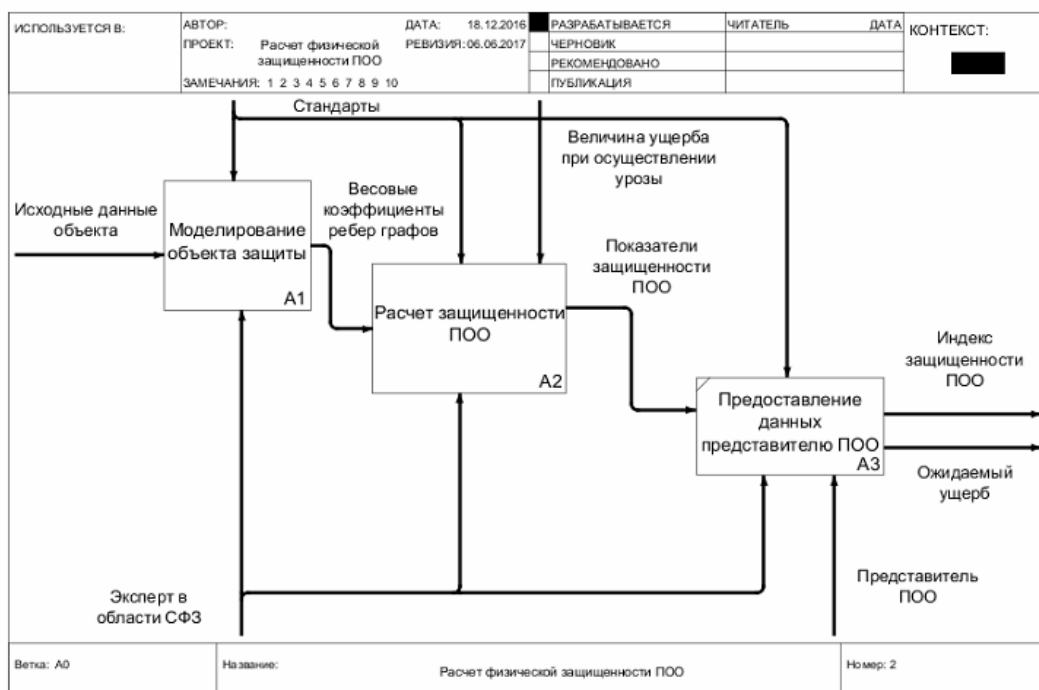 ИСПОЛЬЗУЕТСЯ В:
АВТОР:
ДАТА: 18.12.2016
ПРОЕКТ: Расчет физической
защищенности ПОО
РЕВИЗИЯ: 06.06.2017
ЗАМЕЧАНИЯ: 1 2 3 4 5 6 7 8 9 10
РАЗРАБАТЫВАЕТСЯ
ЧЕРНОВИК
РЕКОМЕНДОВАНО
ПУБЛИКАЦИЯ
ЧИТАТЕЛЬ
ДАТА
КОНТЕКСТ:
Стандарты
Величина ущерба
при осуществлении
урозы
Исходные данные
объекта
Моделирование
объекта защиты
A1
Весовые
коэффициенты
ребер графов
Расчет защищенности
ПОО
A2
Показатели
защищенности
ПОО
Предоставление
данных
представителю ПОО
A3
Индекс
защищенности
ПОО
Ожидаемый
ущерб
Эксперт в
области СФЗ
Представитель
ПОО
Ветка: A0
Название:
Расчет физической защищенности ПОО
Номер: 2